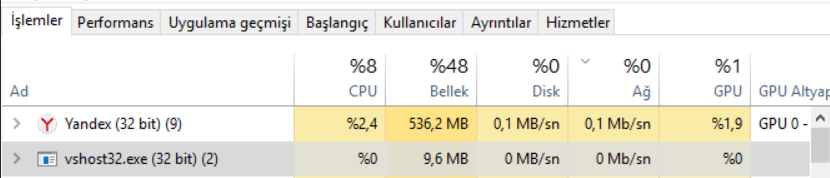 İşlemler Performans Uygulama geçmişi Başlangıç Kullanıcılar Ayrıntılar Hizmetler
%8 %48 %0 %0 %1
Ad CPU Bellek Disk Ağ GPU GPU Altyap
Yandex (32 bit) (9) %2,4 536,2 MB 0,1 MB/sn 0,1 Mb/sn %1,9 GPU 0 -
vshost32.exe (32 bit) (2) %0 9,6 MB 0 MB/sn 0 Mb/sn %0